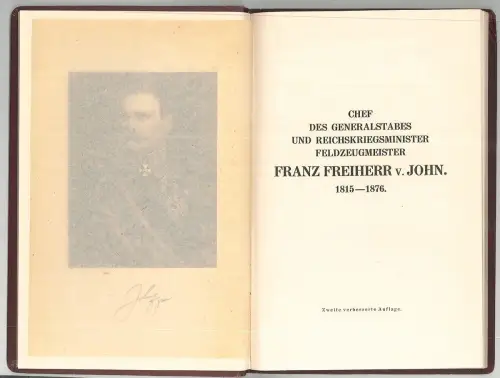 CHEF
DES GENERALSTABES
UND REICHSKRIEGSMINISTER
FELDZEUGMEISTER
FRANZ FREIHERR v. JOHN.
1815—1876.
Zweite verbesserte Auflage.